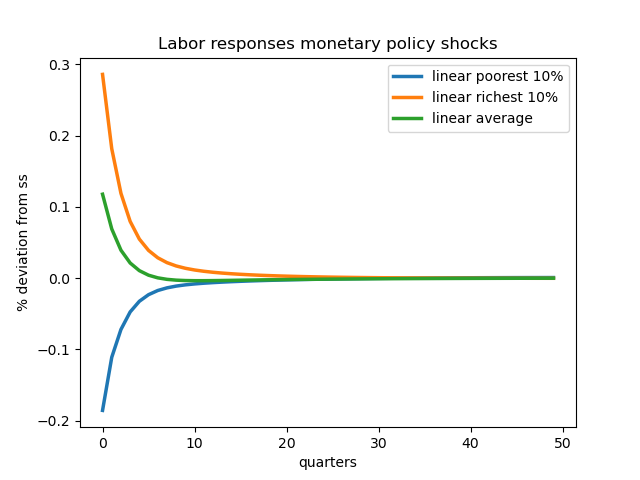 Labor responses monetary policy shocks
linear poorest 10%
linear richest 10%
linear average
% deviation from ss
0.3
0.2
0.1
0.0
−0.1
−0.2
0 10 20 30 40 50
quarters